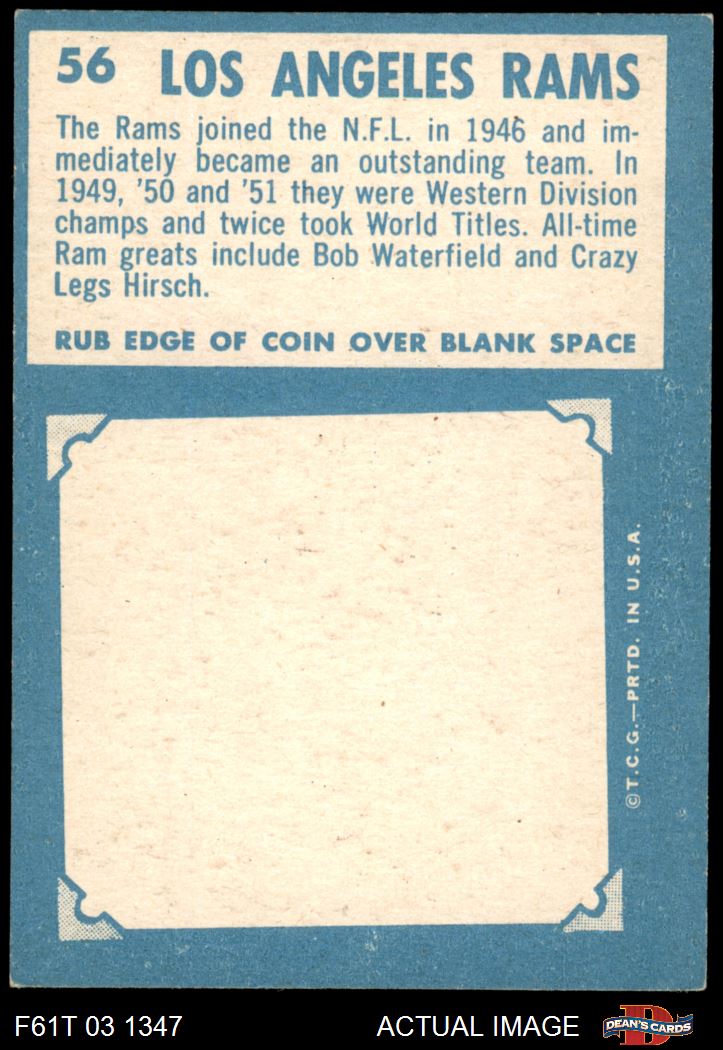 56 LOS ANGELES RAMS
The Rams joined the N.F.L. in 1946 and im-
mediately became an outstanding team. In
1949, '50 and '51 they were Western Division
champs and twice took World Titles. All-time
Ram greats include Bob Waterfield and Crazy
Legs Hirsch.
RUB EDGE OF COIN OVER BLANK SPACE
©T.C.G.—PRTD. IN U.S.A.
F61T 03 1347
ACTUAL IMAGE
D
DEAN'S CARDS